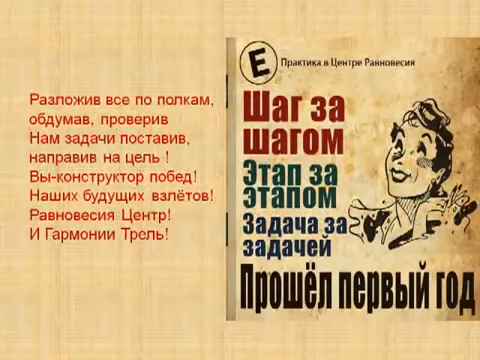 Разложив все по полкам,
обдумав, проверив
Нам задачи поставив,
направив на цель !
Вы-конструктор побед!
Наших будущих взлётов!
Равновесия Центр!
И Гармонии Трель!
Е
Практика в Центре Равновесия
Шаг за
шагом
Этап за
этапом
Задача за
задачей
Прошёл первый год